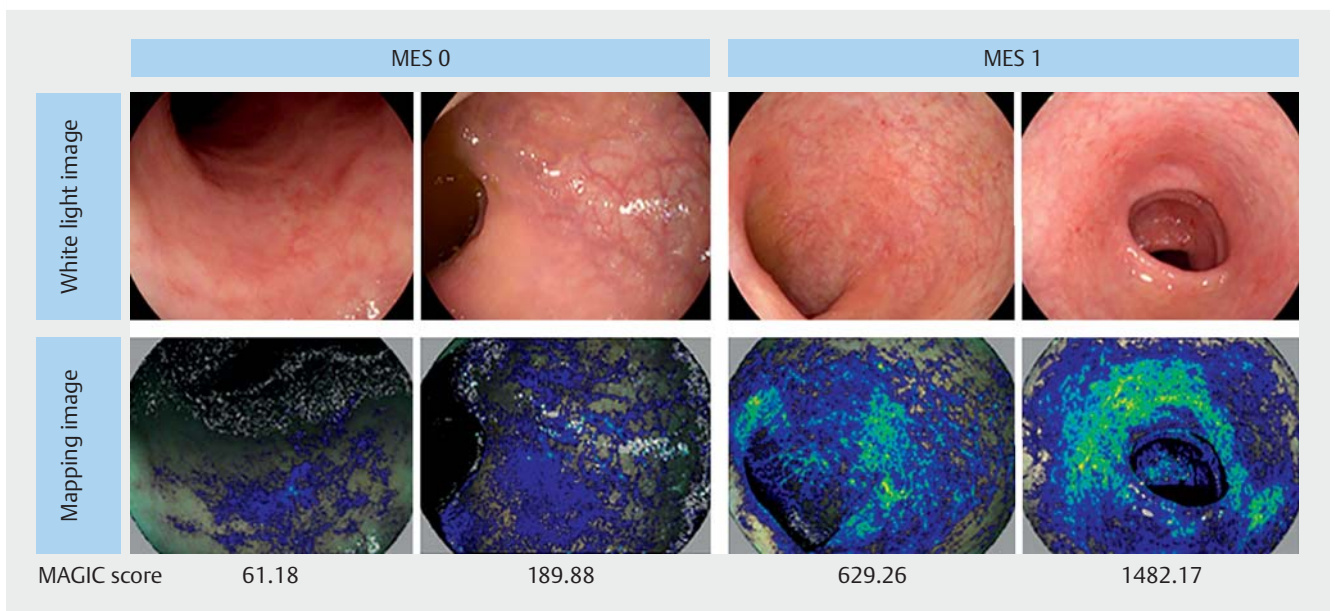 MES 0
MES 1
White light image
Mapping image
MAGIC score 61.18 189.88 629.26 1482.17